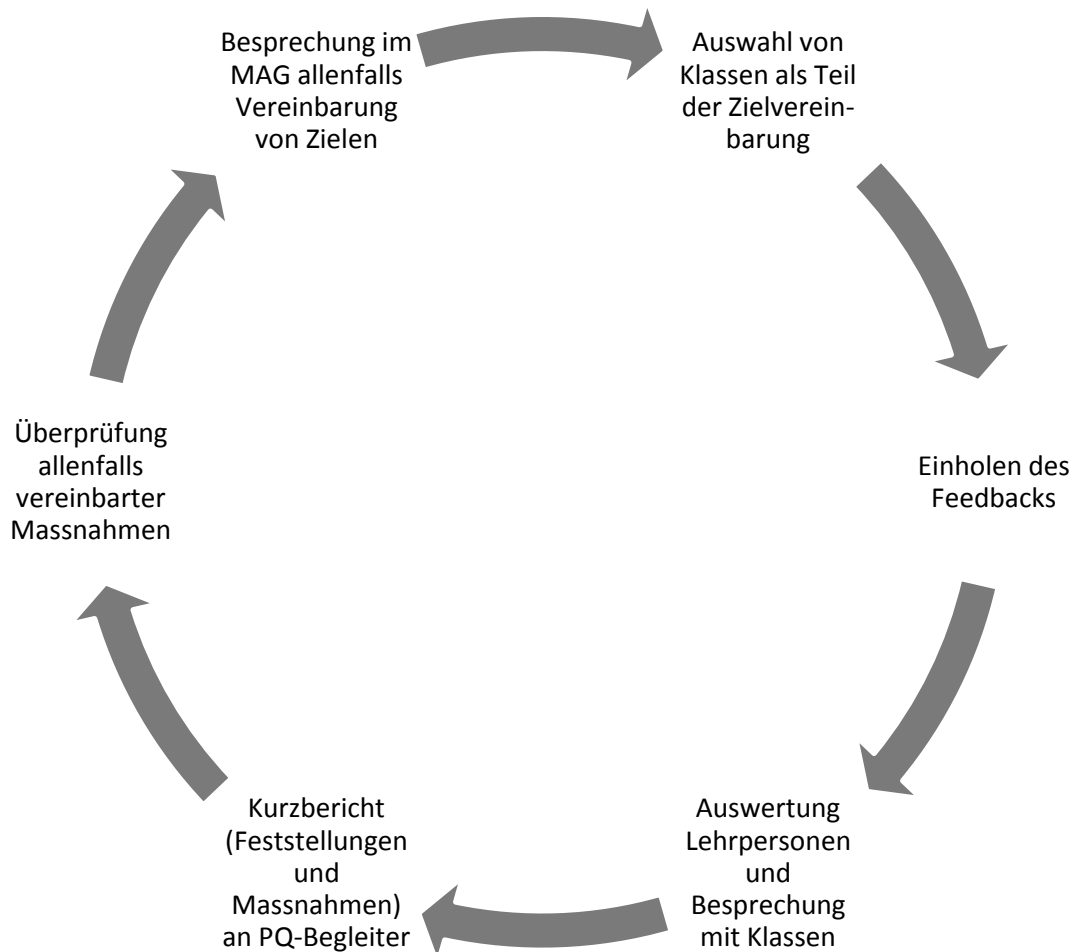 Besprechung im
MAG allenfalls
Vereinbarung
von Zielen
Auswahl von
Klassen als Teil
der Zielverein-
barung
Einholen des
Feedbacks
Auswertung
Lehrpersonen
und
Besprechung
mit Klassen
Kurzbericht
(Feststellungen
und
Massnahmen)
an PQ-Begleiter
Überprüfung
allenfalls
vereinbarter
Massnahmen